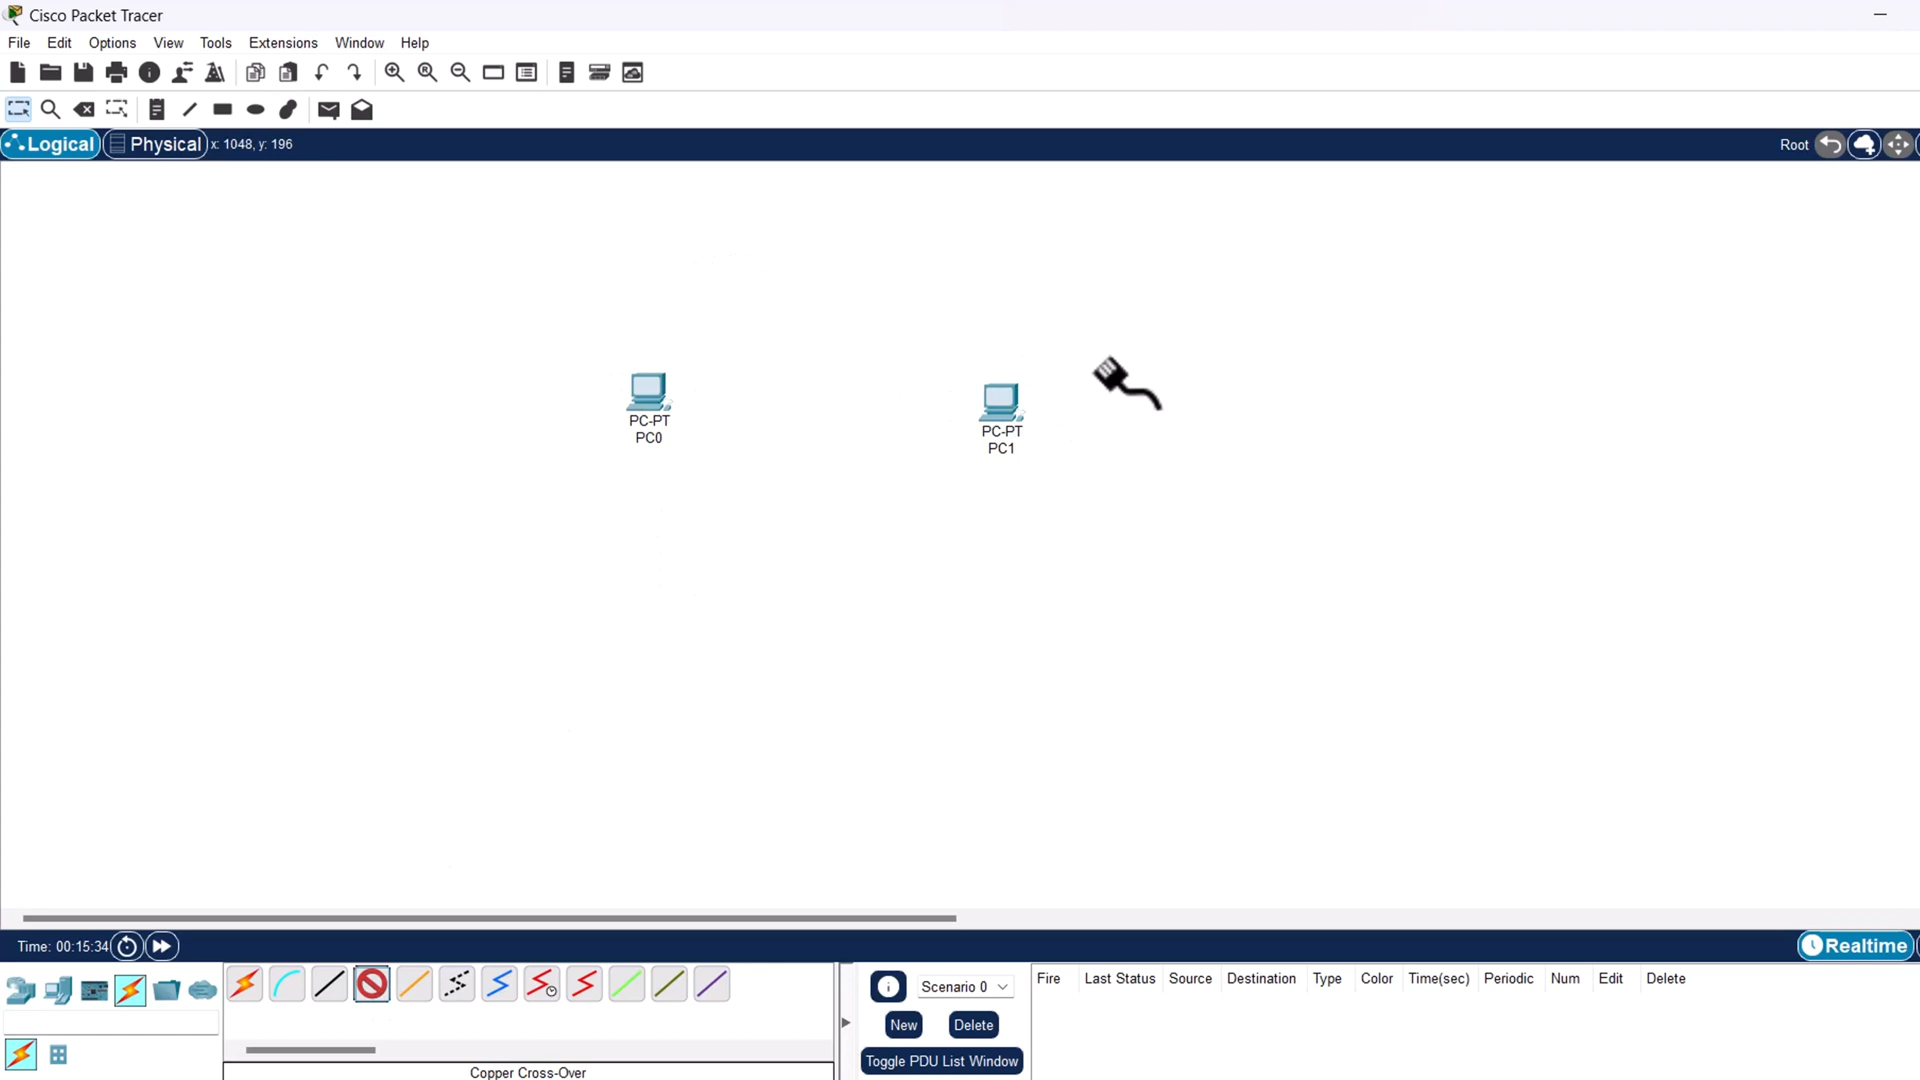 Cisco Packet Tracer
File Edit Options View Tools Extensions Window Help
Logical Physical x: 1048, y: 196 Root
PC-PT
PC0
PC-PT
PC1
Time: 00:15:34 Realtime
Scenario 0 Fire Last Status Source Destination Type Color Time(sec) Periodic Num Edit Delete
New Delete
Toggle PDU List Window
Copper Cross-Over